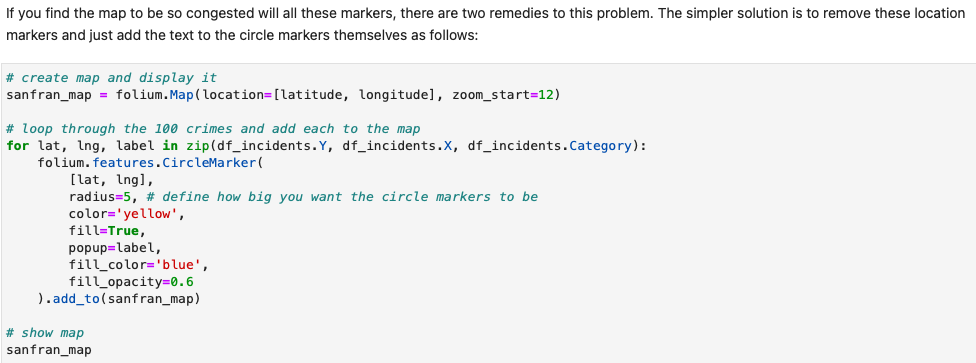 If you find the map to be so congested will all these markers, there are two remedies to this problem. The simpler solution is to remove these location
markers and just add the text to the circle markers themselves as follows:
# create map and display it
sanfran_map = folium.Map(location=[latitude, longitude], zoom_start=12)
# loop through the 100 crimes and add each to the map
for lat, lng, label in zip(df_incidents.Y, df_incidents.X, df_incidents.Category):
    folium.features.CircleMarker(
        [lat, lng],
        radius=5, # define how big you want the circle markers to be
        color='yellow',
        fill=True,
        popup=label,
        fill_color='blue',
        fill_opacity=0.6
    ).add_to(sanfran_map)
# show map
sanfran_map